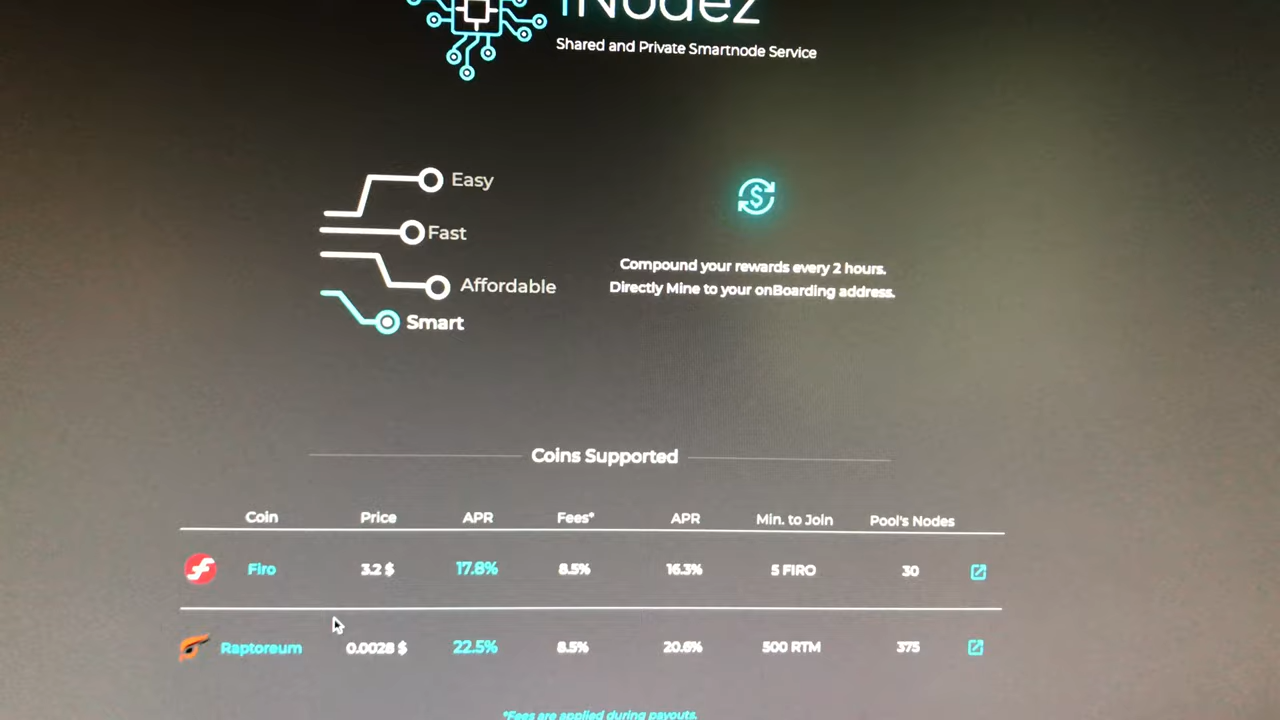 iNodez
Shared and Private Smartnode Service
Easy
Fast
Affordable
Smart
Compound your rewards every 2 hours.
Directly Mine to your onBoarding address.
Coins Supported
Coin Price APR Fees* APR Min. to Join Pool's Nodes
Firo 3.2 $ 17.8% 8.5% 16.3% 5 FIRO 30
Raptoreum 0.0028 $ 22.5% 8.5% 20.6% 500 RTM 375
*Fees are applied during payouts.